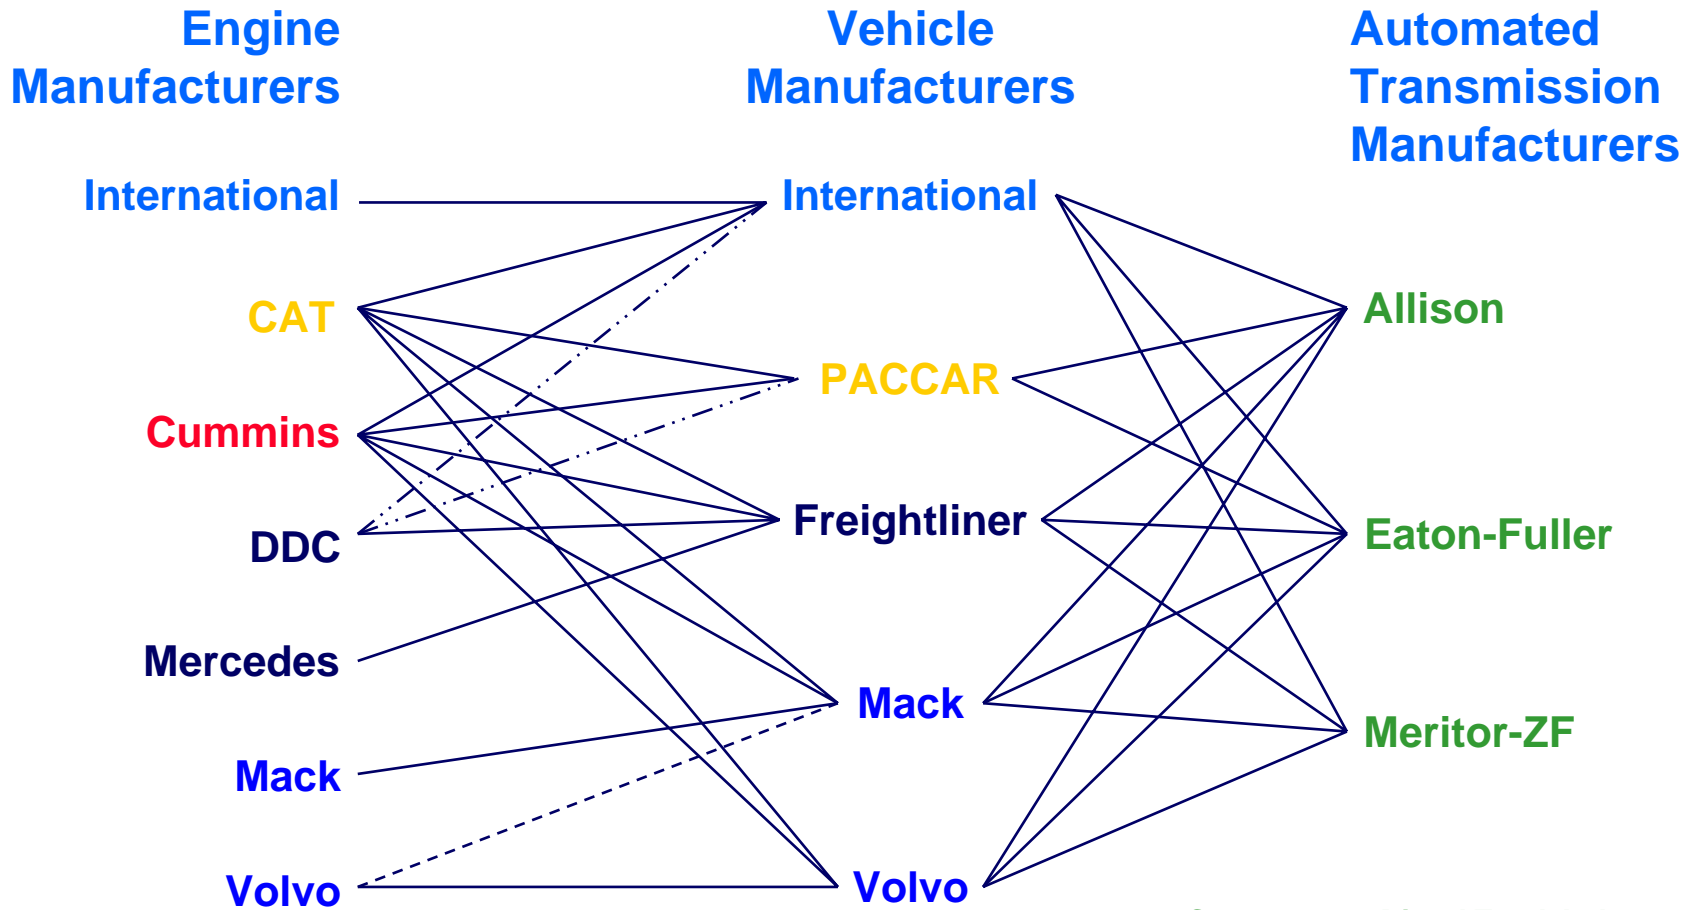 Engine
Manufacturers
Vehicle
Manufacturers
Automated
Transmission
Manufacturers
International
CAT
Cummins
DDC
Mercedes
Mack
Volvo
International
PACCAR
Freightliner
Mack
Volvo
Allison
Eaton-Fuller
Meritor-ZF